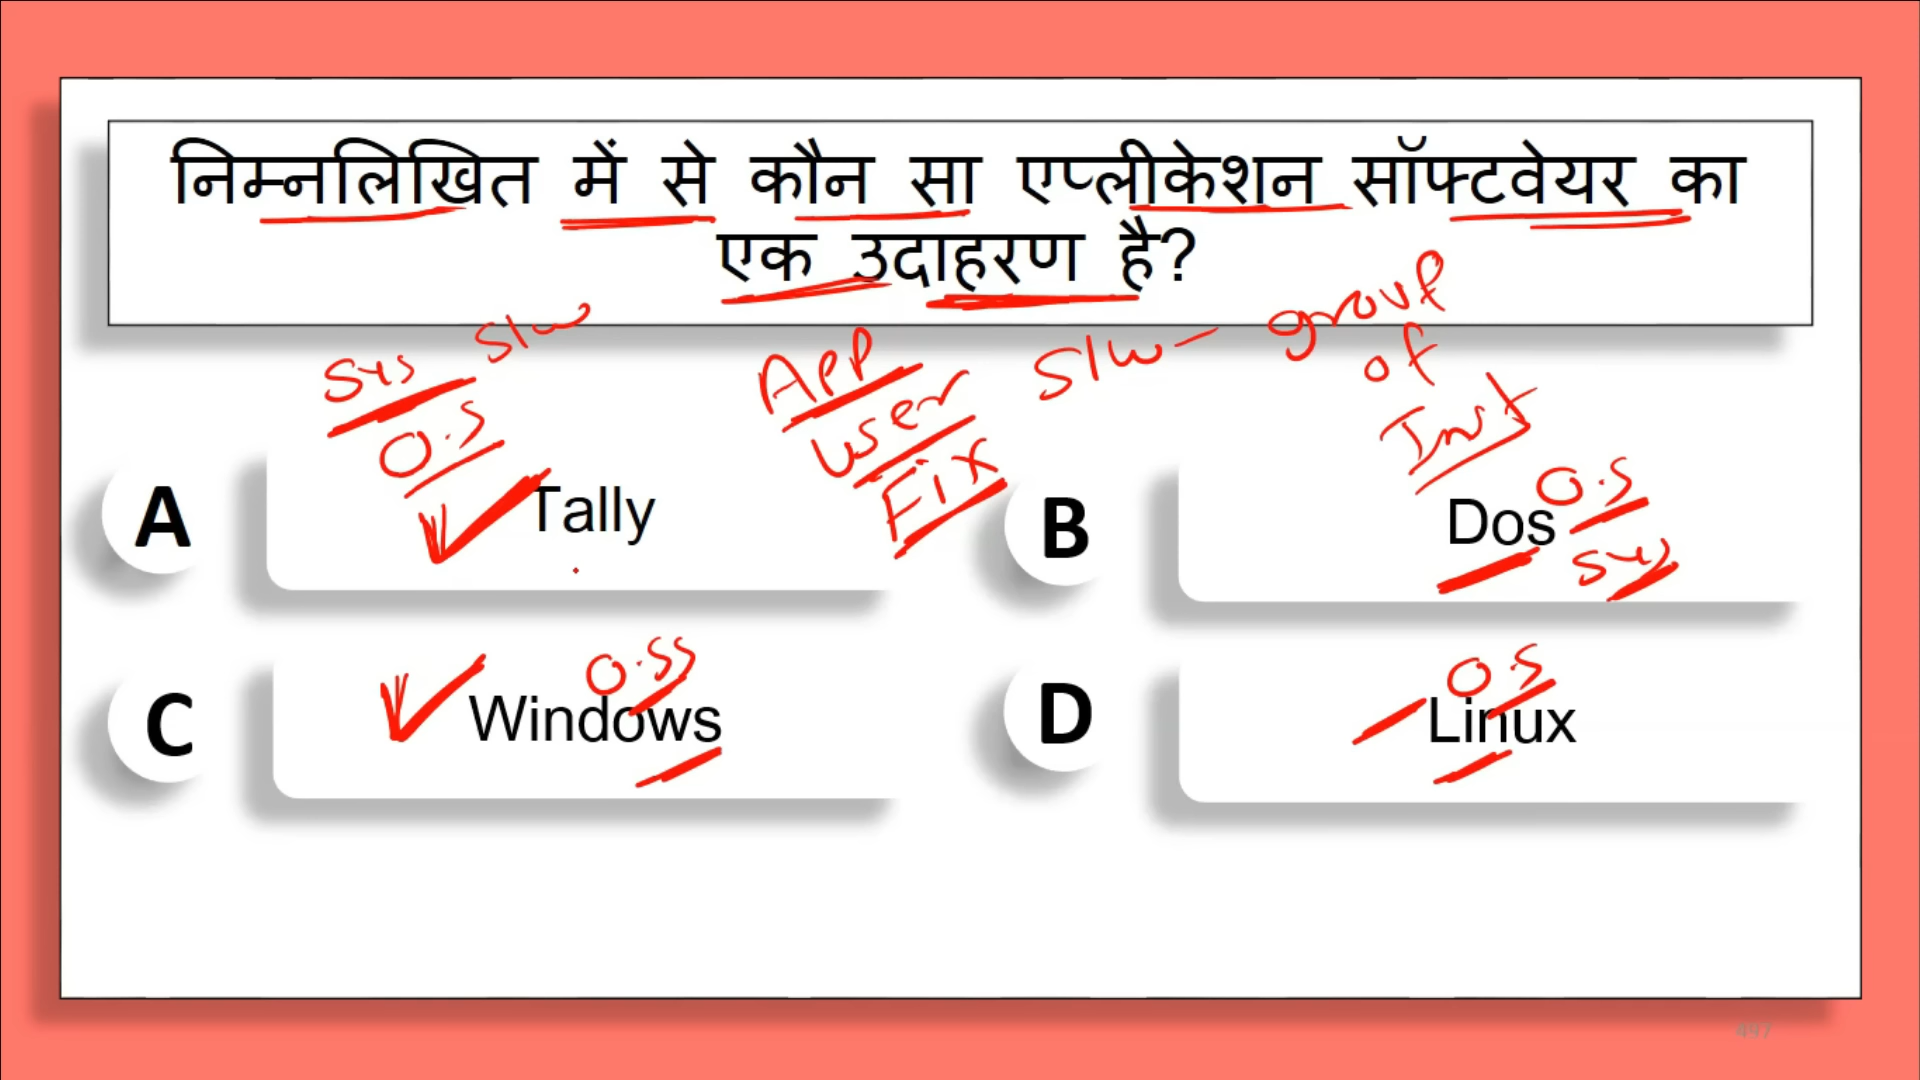 निम्नलिखित में से कौन सा एप्लीकेशन सॉफ्टवेयर का
एक उदाहरण है?
Sys S/w
O.S
App
User
Fix
S/w - group
of
Inst
A Tally
B Dos O.S
Sys
O.S
C Windows
O.S
D Linux
497